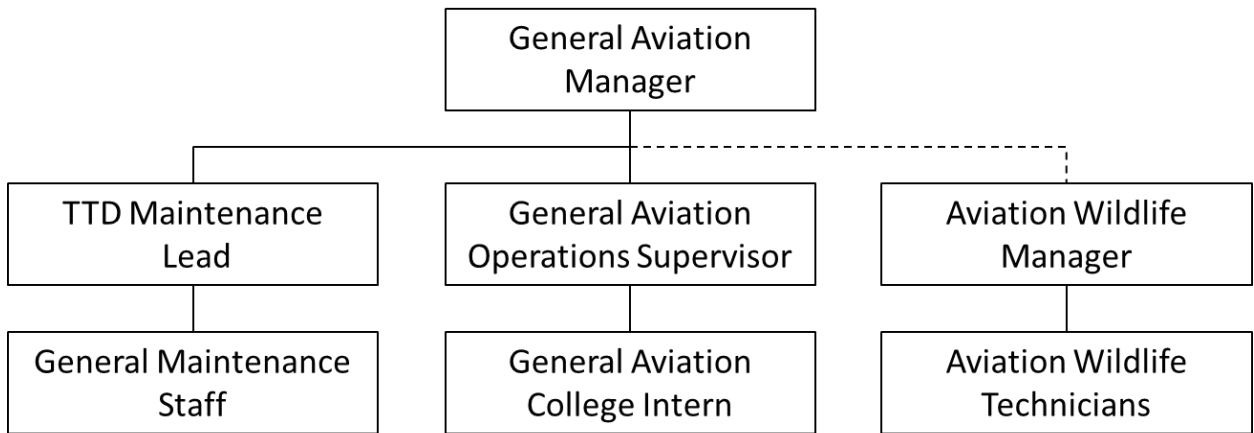 General Aviation
Manager
TTD Maintenance
Lead
General Aviation
Operations Supervisor
Aviation Wildlife
Manager
General Maintenance
Staff
General Aviation
College Intern
Aviation Wildlife
Technicians